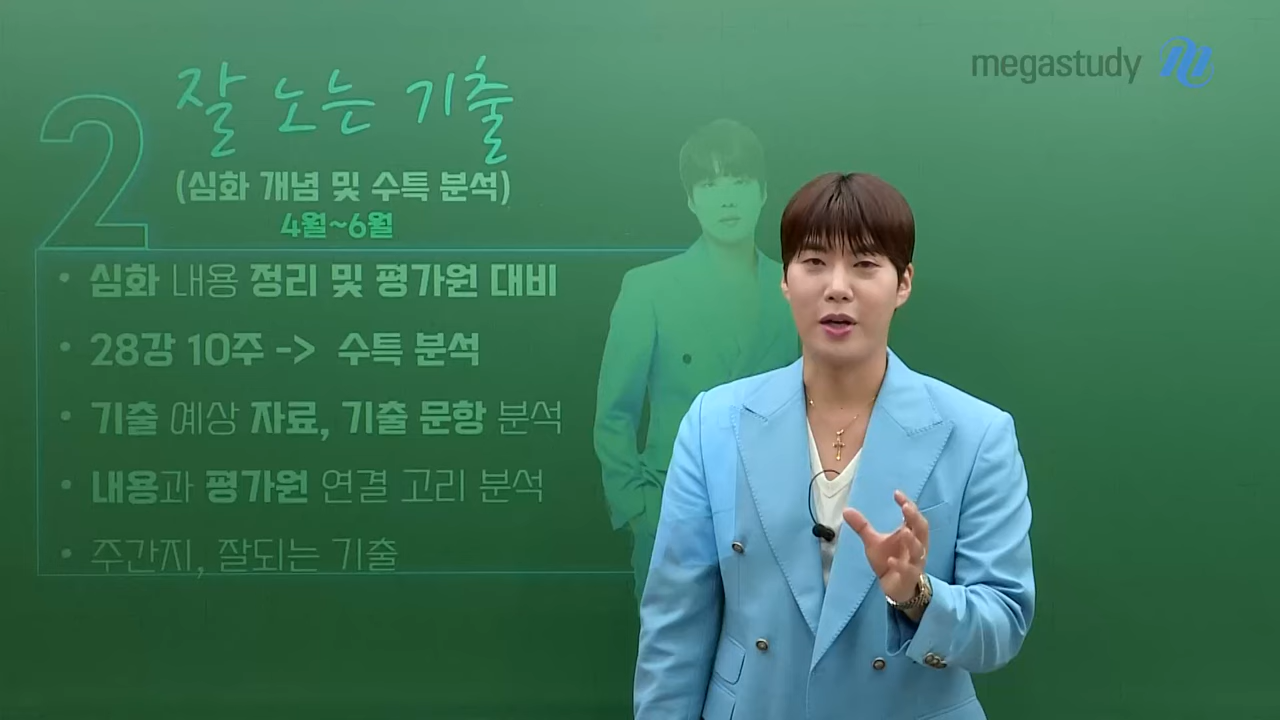 megastudy
2
잘 노는 기출
(심화 개념 및 수특 분석)
4월~6월
• 심화 내용 정리 및 평가원 대비
• 28강 10주 -> 수특 분석
• 기출 예상 자료, 기출 문항 분석
• 내용과 평가원 연결 고리 분석
• 주간지, 잘되는 기출